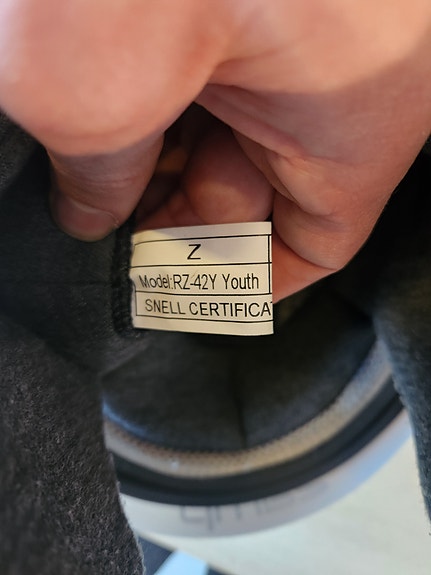 Z
Model:RZ-42Y Youth
SNELL CERTIFICA